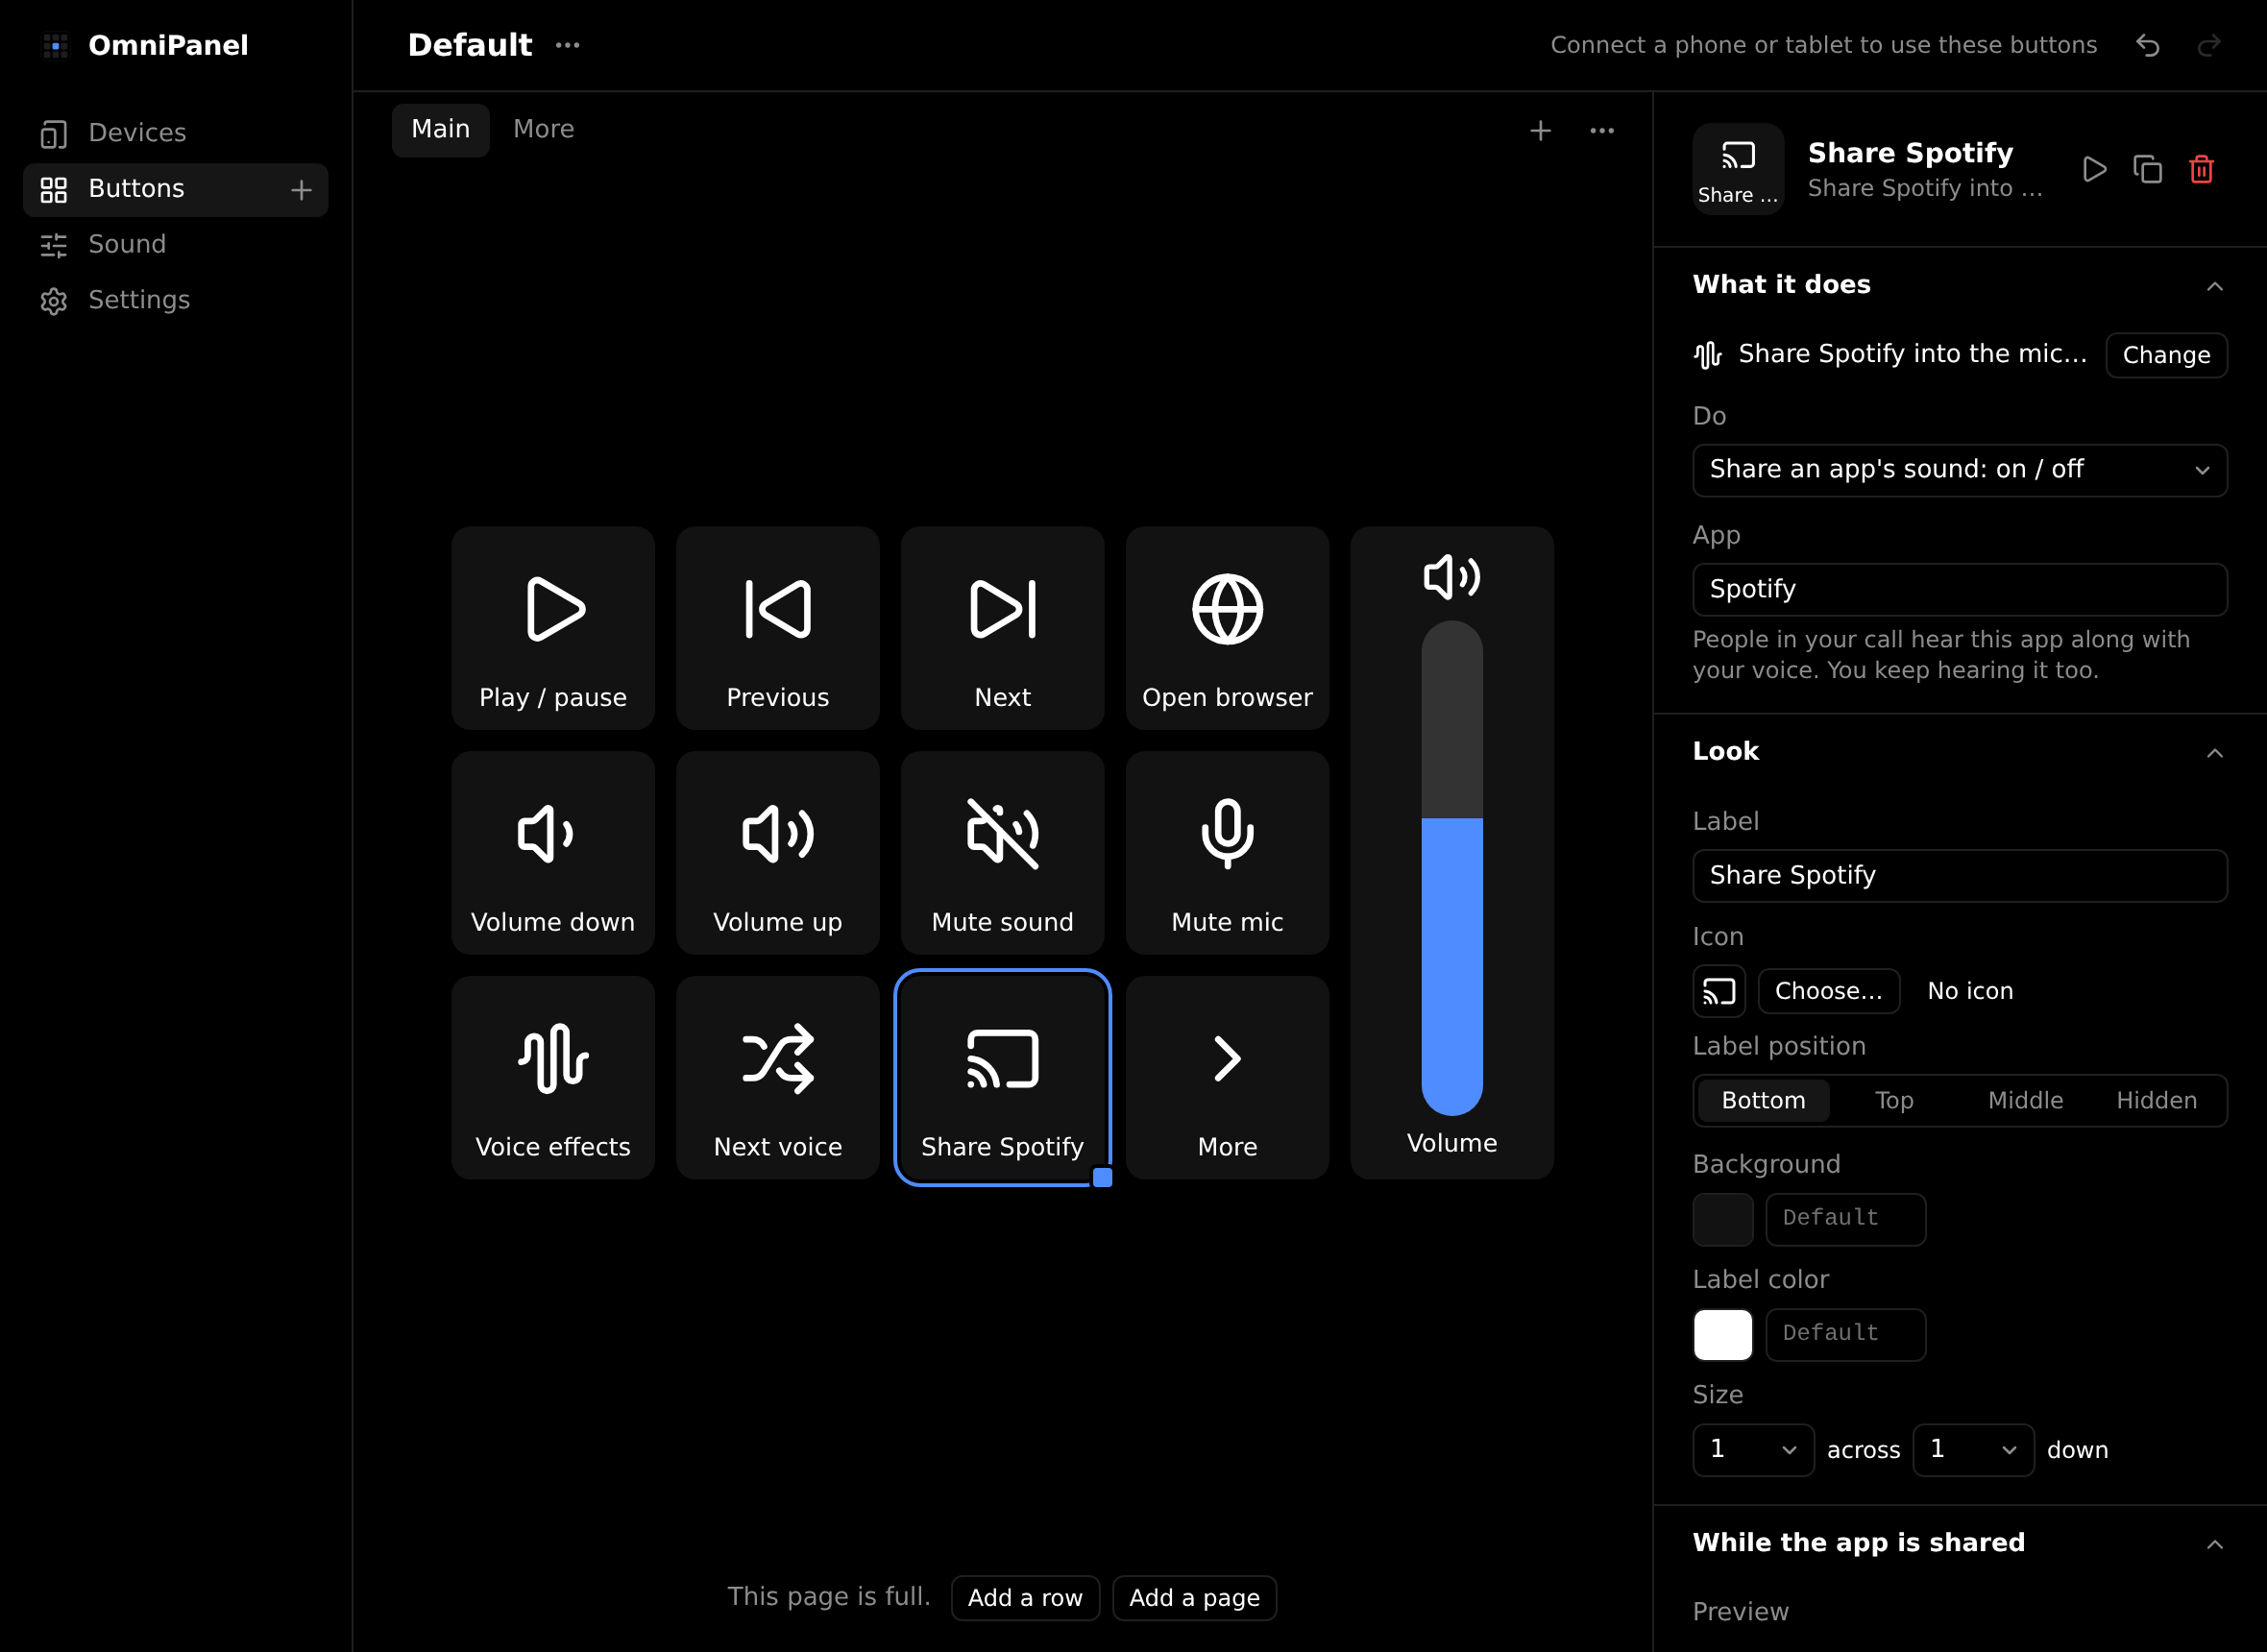 OmniPanel
Devices
Buttons
Sound
Settings
Default
Connect a phone or tablet to use these buttons
Main
More
Play / pause
Previous
Next
Open browser
Volume down
Volume up
Mute sound
Mute mic
Voice effects
Next voice
Share Spotify
More
Volume
This page is full.
Add a row
Add a page
Share ...
Share Spotify
Share Spotify into ...
What it does
Share Spotify into the mic...
Change
Do
Share an app's sound: on / off
App
Spotify
People in your call hear this app along with
your voice. You keep hearing it too.
Look
Label
Share Spotify
Icon
Choose...
No icon
Label position
Bottom
Top
Middle
Hidden
Background
Default
Label color
Default
Size
1 across 1 down
While the app is shared
Preview